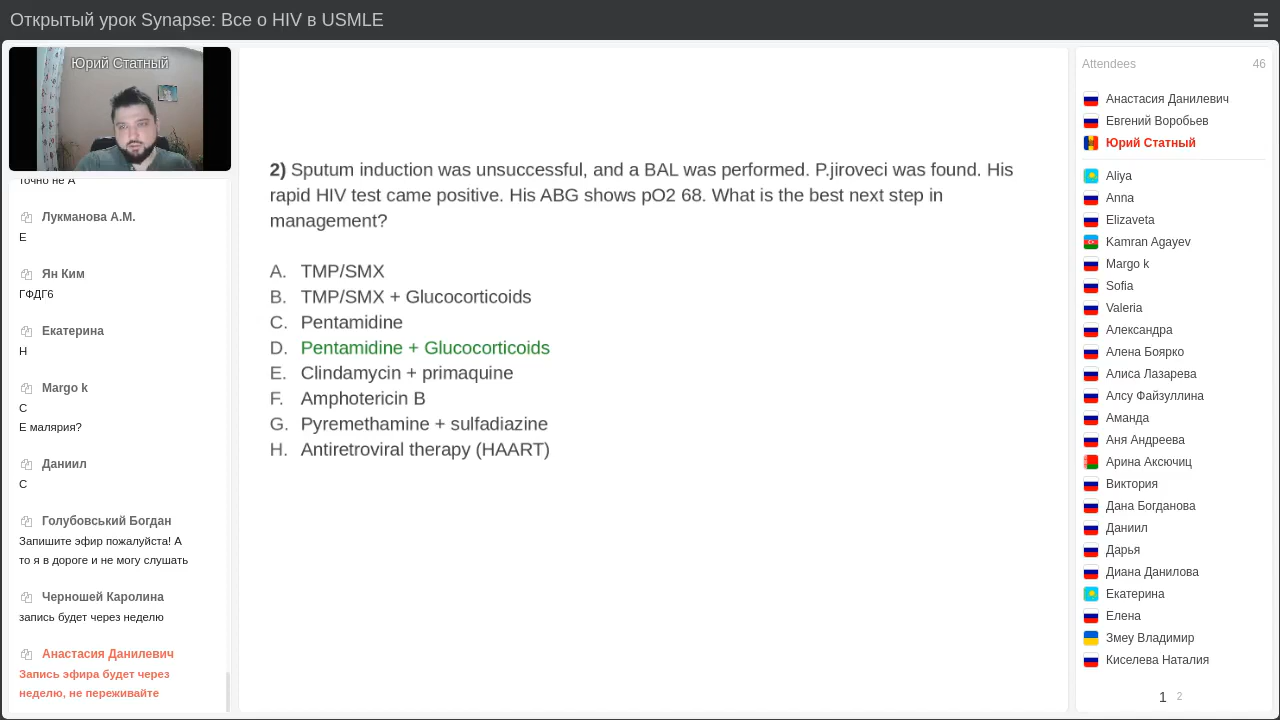 Открытый урок Synapse: Все о HIV в USMLE
Юрий Статный
точно не А
Лукманова А.М.
Е
Ян Ким
ГФДГ6
Екатерина
Н
Margo k
С
Е малярия?
Даниил
С
Голубовський Богдан
Запишите эфир пожалуйста! А
то я в дороге и не могу слушать
Черношей Каролина
запись будет через неделю
Анастасия Данилевич
Запись эфира будет через
неделю, не переживайте
2) Sputum induction was unsuccessful, and a BAL was performed. P.jiroveci was found. His
rapid HIV test came positive. His ABG shows pO2 68. What is the best next step in
management?
A. TMP/SMX
B. TMP/SMX + Glucocorticoids
C. Pentamidine
D. Pentamidine + Glucocorticoids
E. Clindamycin + primaquine
F. Amphotericin B
G. Pyremethamine + sulfadiazine
H. Antiretroviral therapy (HAART)
Attendees 46
Анастасия Данилевич
Евгений Воробьев
Юрий Статный
Aliya
Anna
Elizaveta
Kamran Agayev
Margo k
Sofia
Valeria
Александра
Алена Боярко
Алиса Лазарева
Алсу Файзуллина
Аманда
Аня Андреева
Арина Аксючиц
Виктория
Дана Богданова
Даниил
Дарья
Диана Данилова
Екатерина
Елена
Змеу Владимир
Киселева Наталия
1 2